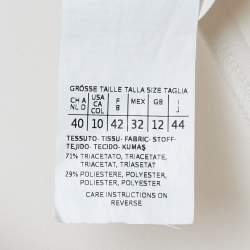 GRÖSSE TAILLE TALLA SIZE TAGLIA
CH A NL D USA CA COL F B MEX GB I J
40 10 42 32 12 44
TESSUTO - TISSU - FABRIC - STOFF-
TEJIDO - TECIDO - KUMAŞ
71% TRIACETATO, TRIACETATE,
TRIACETAT, TRİASETAT
29% POLIESTERE, POLYESTER,
POLIESTER, POLYESTER
CARE INSTRUCTIONS ON
REVERSE